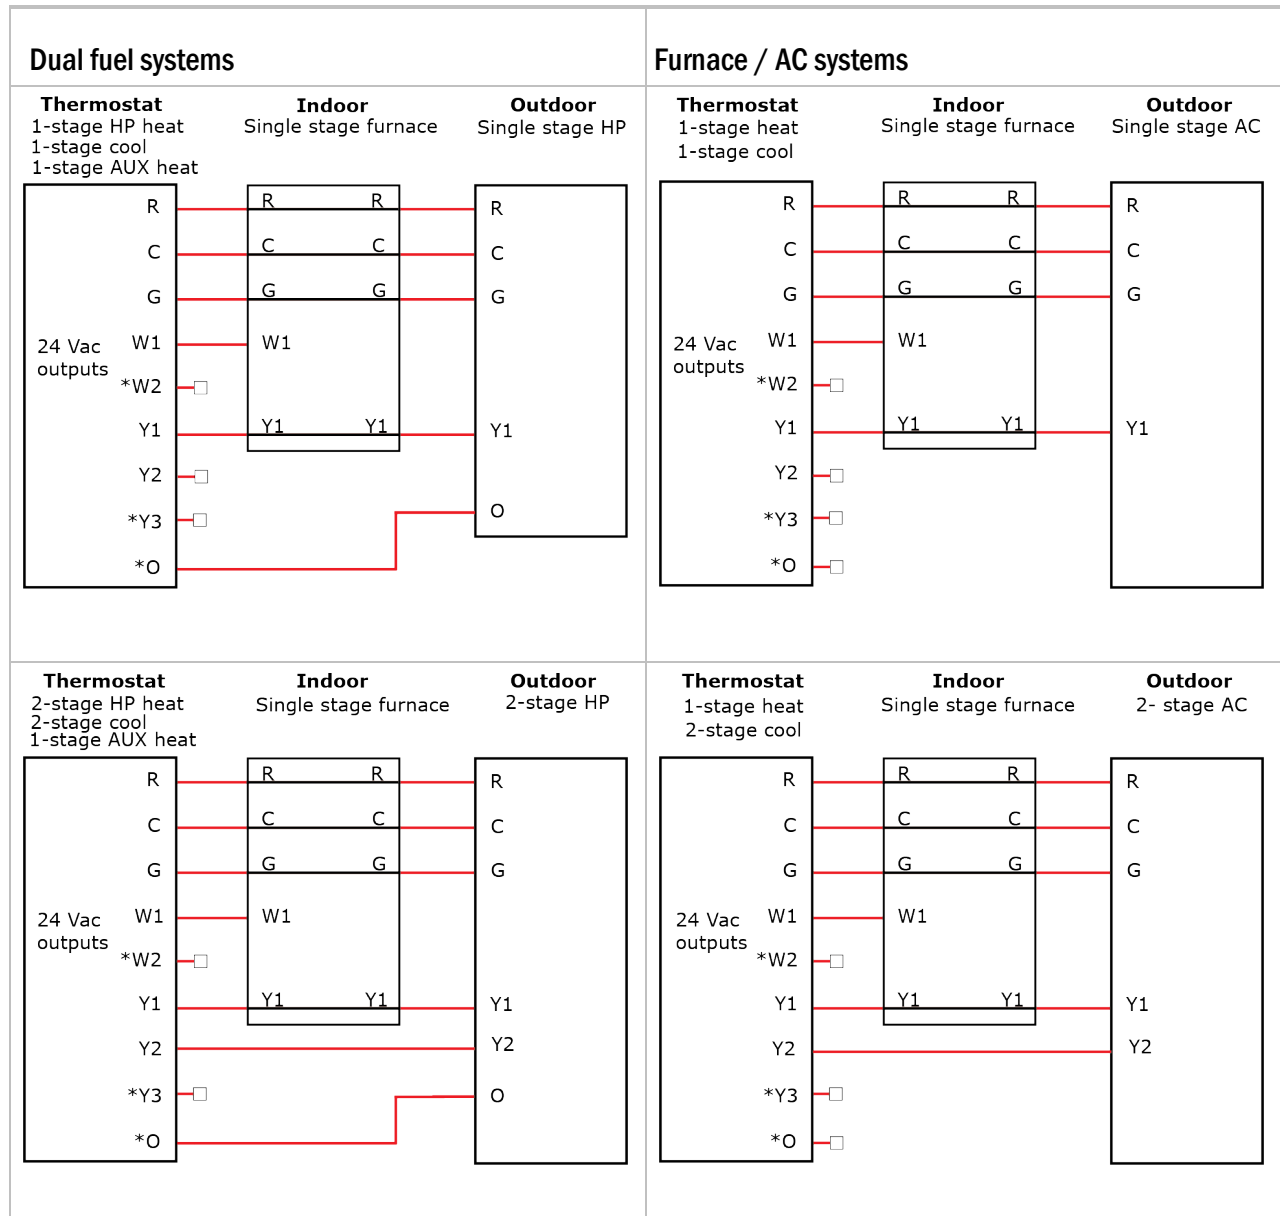 Dual fuel systems
Furnace / AC systems
Thermostat
1-stage HP heat
1-stage cool
1-stage AUX heat
Indoor
Single stage furnace
Outdoor
Single stage HP
R R R R
C C C C
G G G G
24 Vac
outputs
W1 W1
*W2
Y1 Y1 Y1 Y1
Y2
*Y3
*O O
Thermostat
1-stage heat
1-stage cool
Indoor
Single stage furnace
Outdoor
Single stage AC
R R R R
C C C C
G G G G
24 Vac
outputs
W1 W1
*W2
Y1 Y1 Y1 Y1
Y2
*Y3
*O
Thermostat
2-stage HP heat
2-stage cool
1-stage AUX heat
Indoor
Single stage furnace
Outdoor
2-stage HP
R R R R
C C C C
G G G G
24 Vac
outputs
W1 W1
*W2
Y1 Y1 Y1 Y1
Y2 Y2
*Y3
*O O
Thermostat
1-stage heat
2-stage cool
Indoor
Single stage furnace
Outdoor
2- stage AC
R R R R
C C C C
G G G G
24 Vac
outputs
W1 W1
*W2
Y1 Y1 Y1 Y1
Y2 Y2
*Y3
*O